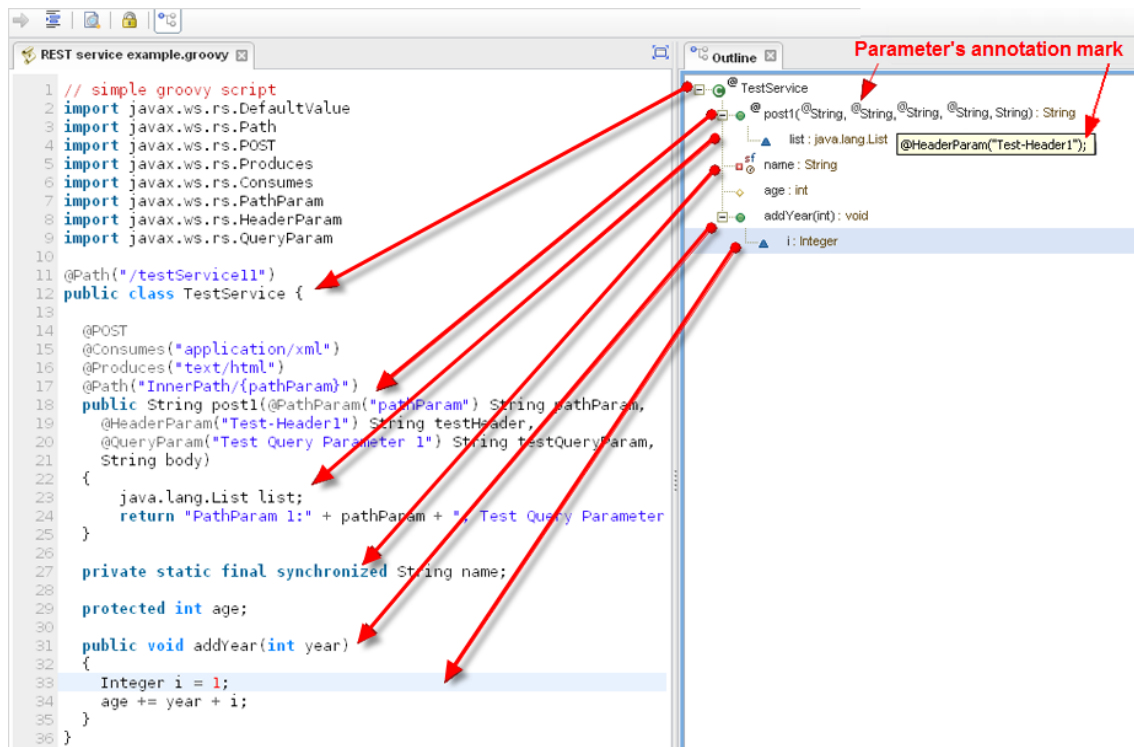 REST service example.groovy
1 // simple groovy script
2 import javax.ws.rs.DefaultValue
3 import javax.ws.rs.Path
4 import javax.ws.rs.POST
5 import javax.ws.rs.Produces
6 import javax.ws.rs.Consumes
7 import javax.ws.rs.PathParam
8 import javax.ws.rs.HeaderParam
9 import javax.ws.rs.QueryParam
10
11 @Path("/testService11")
12 public class TestService {
13
14 @POST
15 @Consumes("application/xml")
16 @Produces("text/html")
17 @Path("InnerPath/{pathParam}")
18 public String post1(@PathParam("pathParam") String pathParam,
19 @HeaderParam("Test-Header1") String testHeader,
20 @QueryParam("Test Query Parameter 1") String testQueryParam,
21 String body)
22 {
23 java.lang.List list;
24 return "PathParam 1:" + pathParam + ", Test Query Parameter
25 }
26
27 private static final synchronized String name;
28
29 protected int age;
30
31 public void addYear(int year)
32 {
33 Integer i = 1;
34 age += year + i;
35 }
36 }
Outline
Parameter's annotation mark
@ TestService
@ post1(@String, @String, @String, @String, String) : String
list : java.lang.List
@HeaderParam("Test-Header1");
sf name : String
age : int
addYear(int) : void
i : Integer